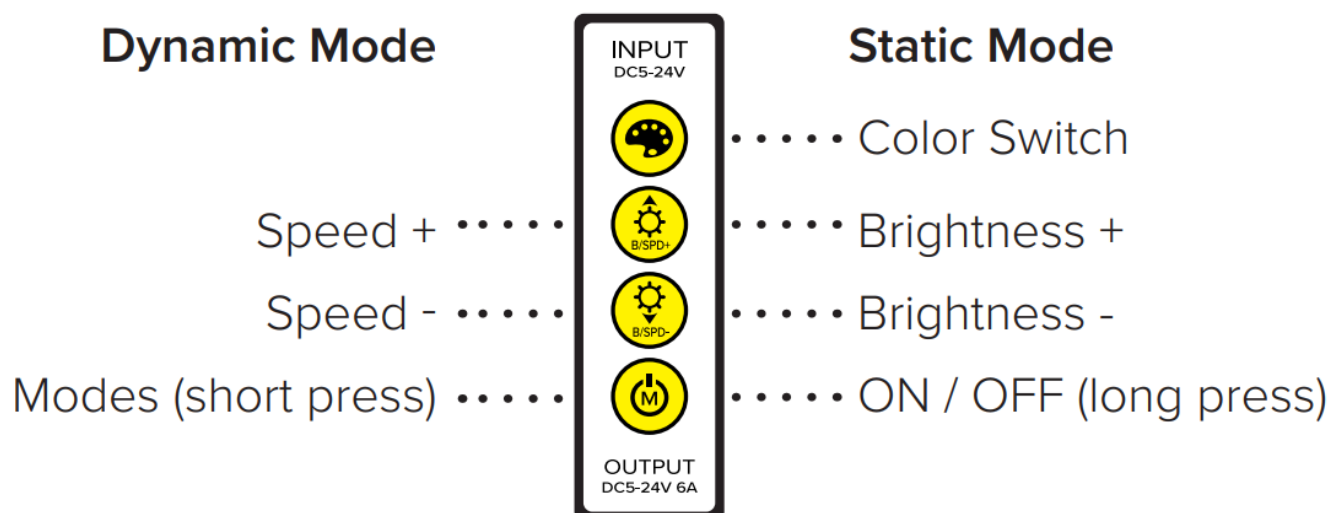 Dynamic Mode
Static Mode
INPUT
DC5-24V
Color Switch
Speed +
B/SPD+
Brightness +
Speed -
B/SPD-
Brightness -
Modes (short press)
M
ON / OFF (long press)
OUTPUT
DC5-24V 6A